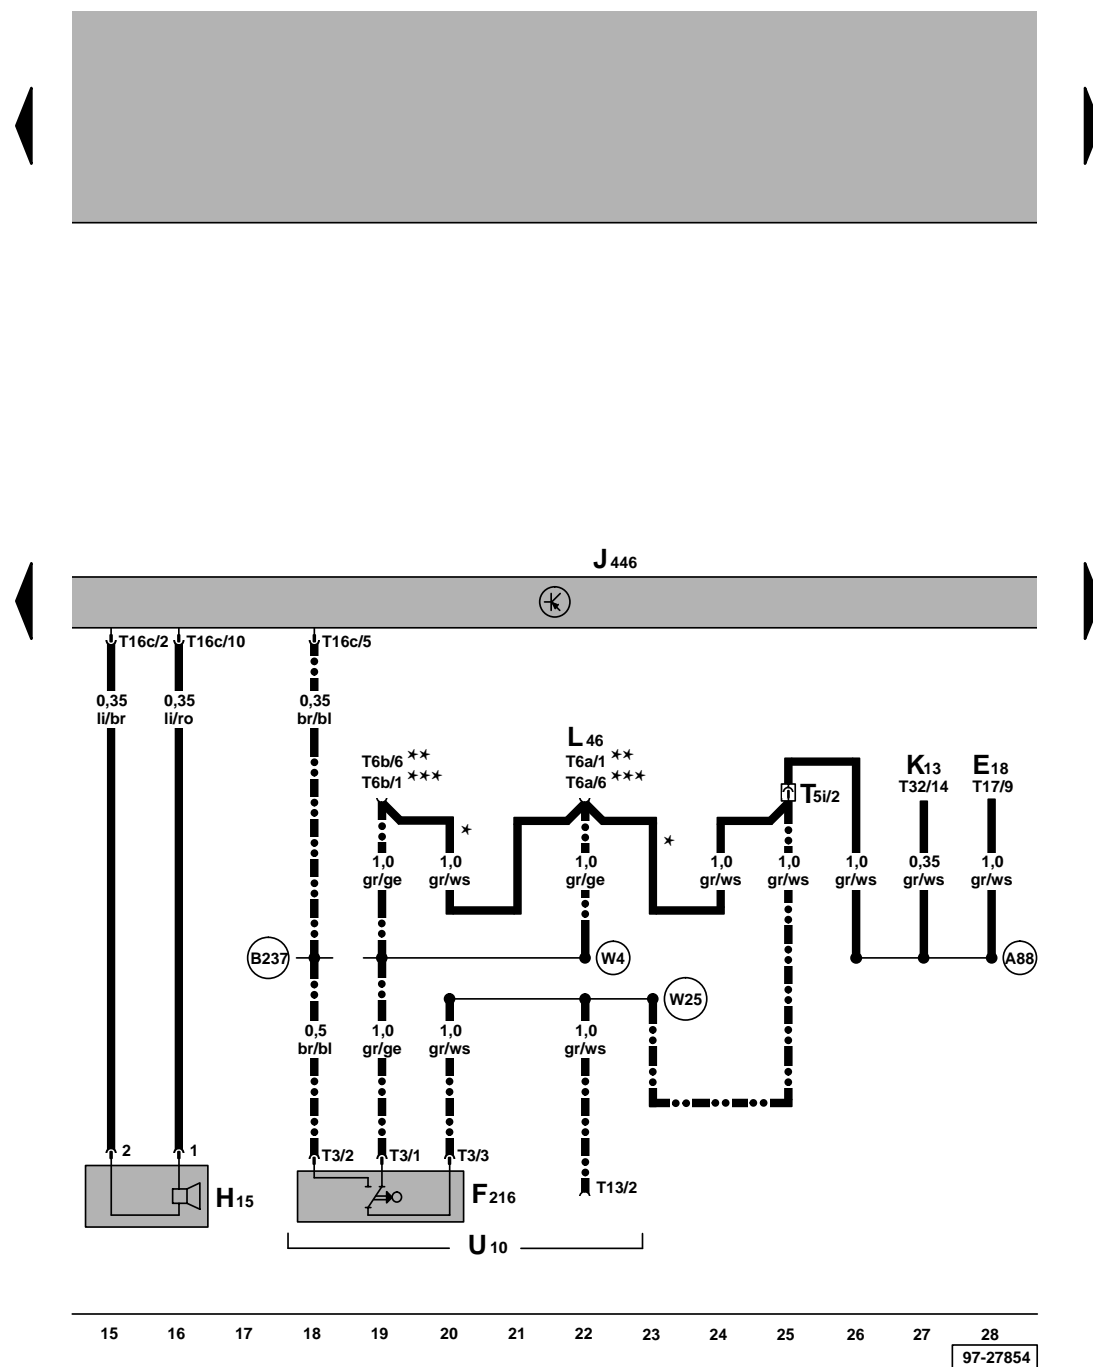 J 446
T16c/2 T16c/10 T16c/5
0,35 0,35 0,35
li/br li/ro br/bl
L 46
T6b/6 ★★ T6a/1 ★★
T6b/1 ★★★ T6a/6 ★★★
K13 E18
T32/14 T17/9
T5i/2
★ ★
1,0 1,0 1,0 1,0 1,0 1,0 0,35 1,0
gr/ge gr/ws gr/ge gr/ws gr/ws gr/ws gr/ws gr/ws
B237 W4 A88
W25
0,5 1,0 1,0 1,0
br/bl gr/ge gr/ws gr/ws
2 1 T3/2 T3/1 T3/3
H15 F216 T13/2
U 10
15 16 17 18 19 20 21 22 23 24 25 26 27 28
97-27854